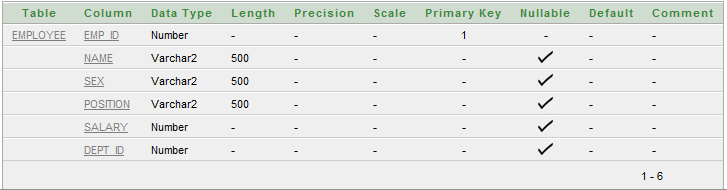 Table Column Data Type Length Precision Scale Primary Key Nullable Default Comment
EMPLOYEE EMP_ID Number - - - 1 - - -
NAME Varchar2 500 - - - ✓ - -
SEX Varchar2 500 - - - ✓ - -
POSITION Varchar2 500 - - - ✓ - -
SALARY Number - - - - ✓ - -
DEPT_ID Number - - - - ✓ - -
1 - 6